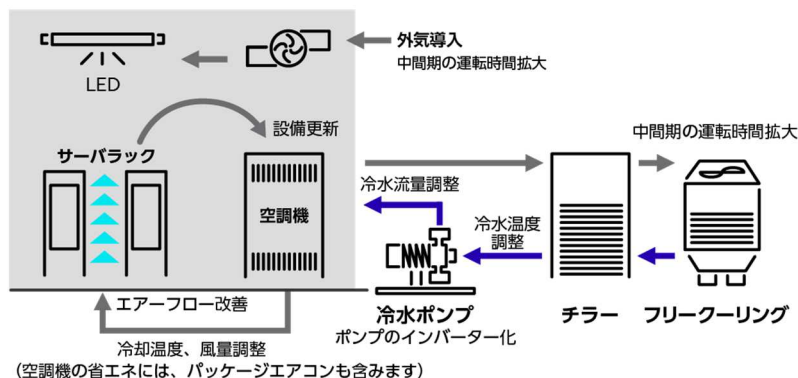 外気導入
中間期の運転時間拡大
LED
設備更新
サーバラック
空調機
中間期の運転時間拡大
冷水流量調整
冷水温度
調整
エアーフロー改善
冷水ポンプ
ポンプのインバーター化
チラー
フリークーリング
冷却温度、風量調整
（空調機の省エネには、パッケージエアコンも含みます）